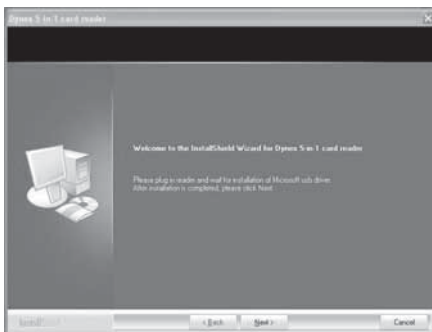 Dynex 5 in 1 card reader
Welcome to the InstallShield Wizard for Dynex 5-in-1 card reader
Please plug in reader and wait for installation of Microsoft usb driver.
After installation is completed, please click Next
InstallShield
< Back
Next >
Cancel